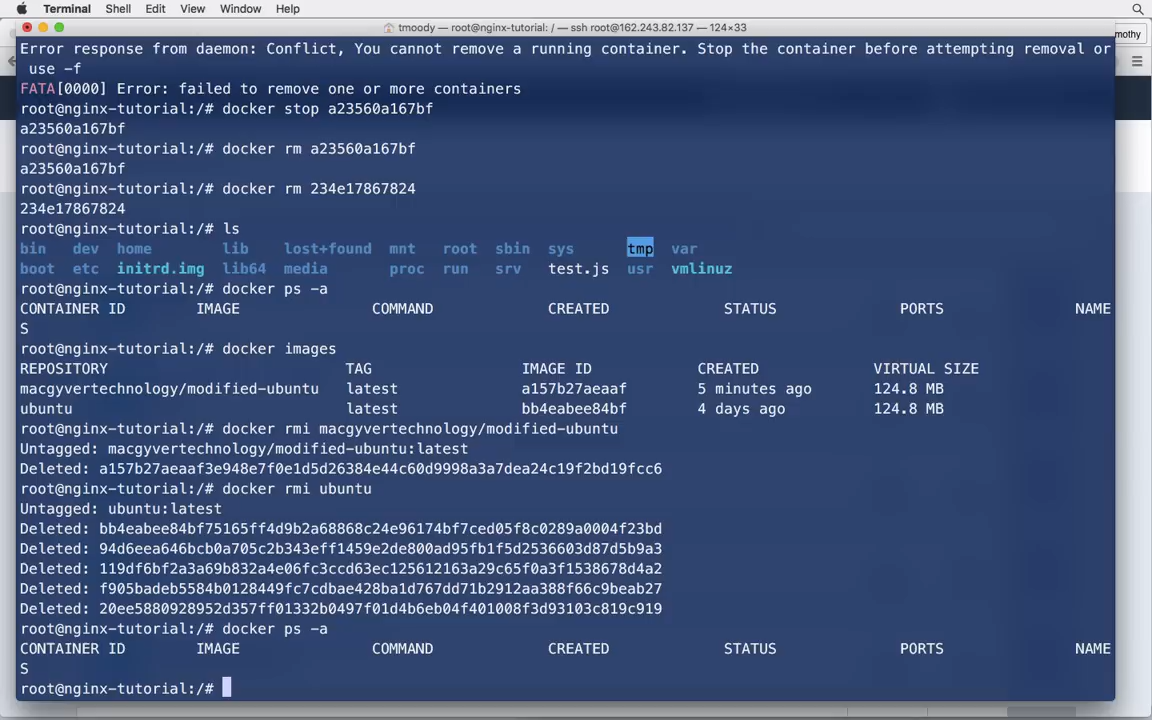 Terminal Shell Edit View Window Help
tmoody — root@nginx-tutorial: / — ssh root@162.243.82.137 — 124×33
mothy
Error response from daemon: Conflict, You cannot remove a running container. Stop the container before attempting removal or
use -f
FATA[0000] Error: failed to remove one or more containers
root@nginx-tutorial:/# docker stop a23560a167bf
a23560a167bf
root@nginx-tutorial:/# docker rm a23560a167bf
a23560a167bf
root@nginx-tutorial:/# docker rm 234e17867824
234e17867824
root@nginx-tutorial:/# ls
bin dev home lib lost+found mnt root sbin sys tmp var
boot etc initrd.img lib64 media proc run srv test.js usr vmlinuz
root@nginx-tutorial:/# docker ps -a
CONTAINER ID IMAGE COMMAND CREATED STATUS PORTS NAME
S
root@nginx-tutorial:/# docker images
REPOSITORY TAG IMAGE ID CREATED VIRTUAL SIZE
macgyvertechnology/modified-ubuntu latest a157b27aeaaf 5 minutes ago 124.8 MB
ubuntu latest bb4eabee84bf 4 days ago 124.8 MB
root@nginx-tutorial:/# docker rmi macgyvertechnology/modified-ubuntu
Untagged: macgyvertechnology/modified-ubuntu:latest
Deleted: a157b27aeaaf3e948e7f0e1d5d26384e44c60d9998a3a7dea24c19f2bd19fcc6
root@nginx-tutorial:/# docker rmi ubuntu
Untagged: ubuntu:latest
Deleted: bb4eabee84bf75165ff4d9b2a68868c24e96174bf7ced05f8c0289a0004f23bd
Deleted: 94d6eea646bcb0a705c2b343eff1459e2de800ad95fb1f5d2536603d87d5b9a3
Deleted: 119df6bf2a3a69b832a4e06fc3ccd63ec125612163a29c65f0a3f1538678d4a2
Deleted: f905badeb5584b0128449fc7cdbae428ba1d767dd71b2912aa388f66c9beab27
Deleted: 20ee5880928952d357ff01332b0497f01d4b6eb04f401008f3d93103c819c919
root@nginx-tutorial:/# docker ps -a
CONTAINER ID IMAGE COMMAND CREATED STATUS PORTS NAME
S
root@nginx-tutorial:/#